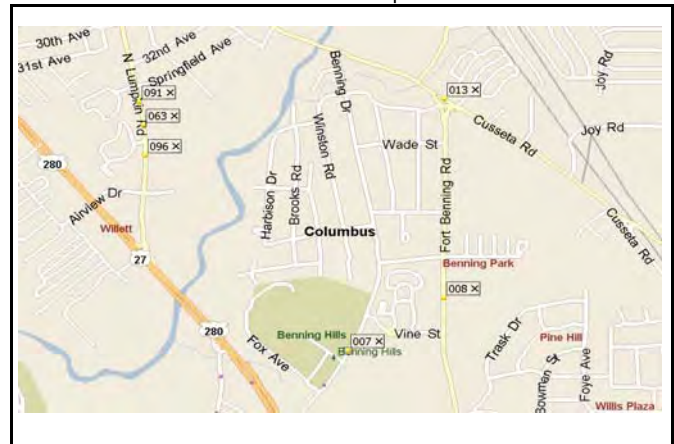 30th Ave
31st Ave
32nd Ave
Springfield Ave
N Lumpkin Rd
091 ×
063 ×
096 ×
280
Airview Dr
Willett
27
280
Fox Ave
Benning Dr
Winston Rd
Harbison Dr
Brooks Rd
Columbus
Wade St
013 ×
Cusseta Rd
Joy Rd
Joy Rd
Cusseta Rd
Fort Benning Rd
Benning Park
008 ×
Vine St
Benning Hills
007 ×
Benning Hills
Trask Dr
Pine Hill
Bowman St
Foye Ave
Willis Plaza